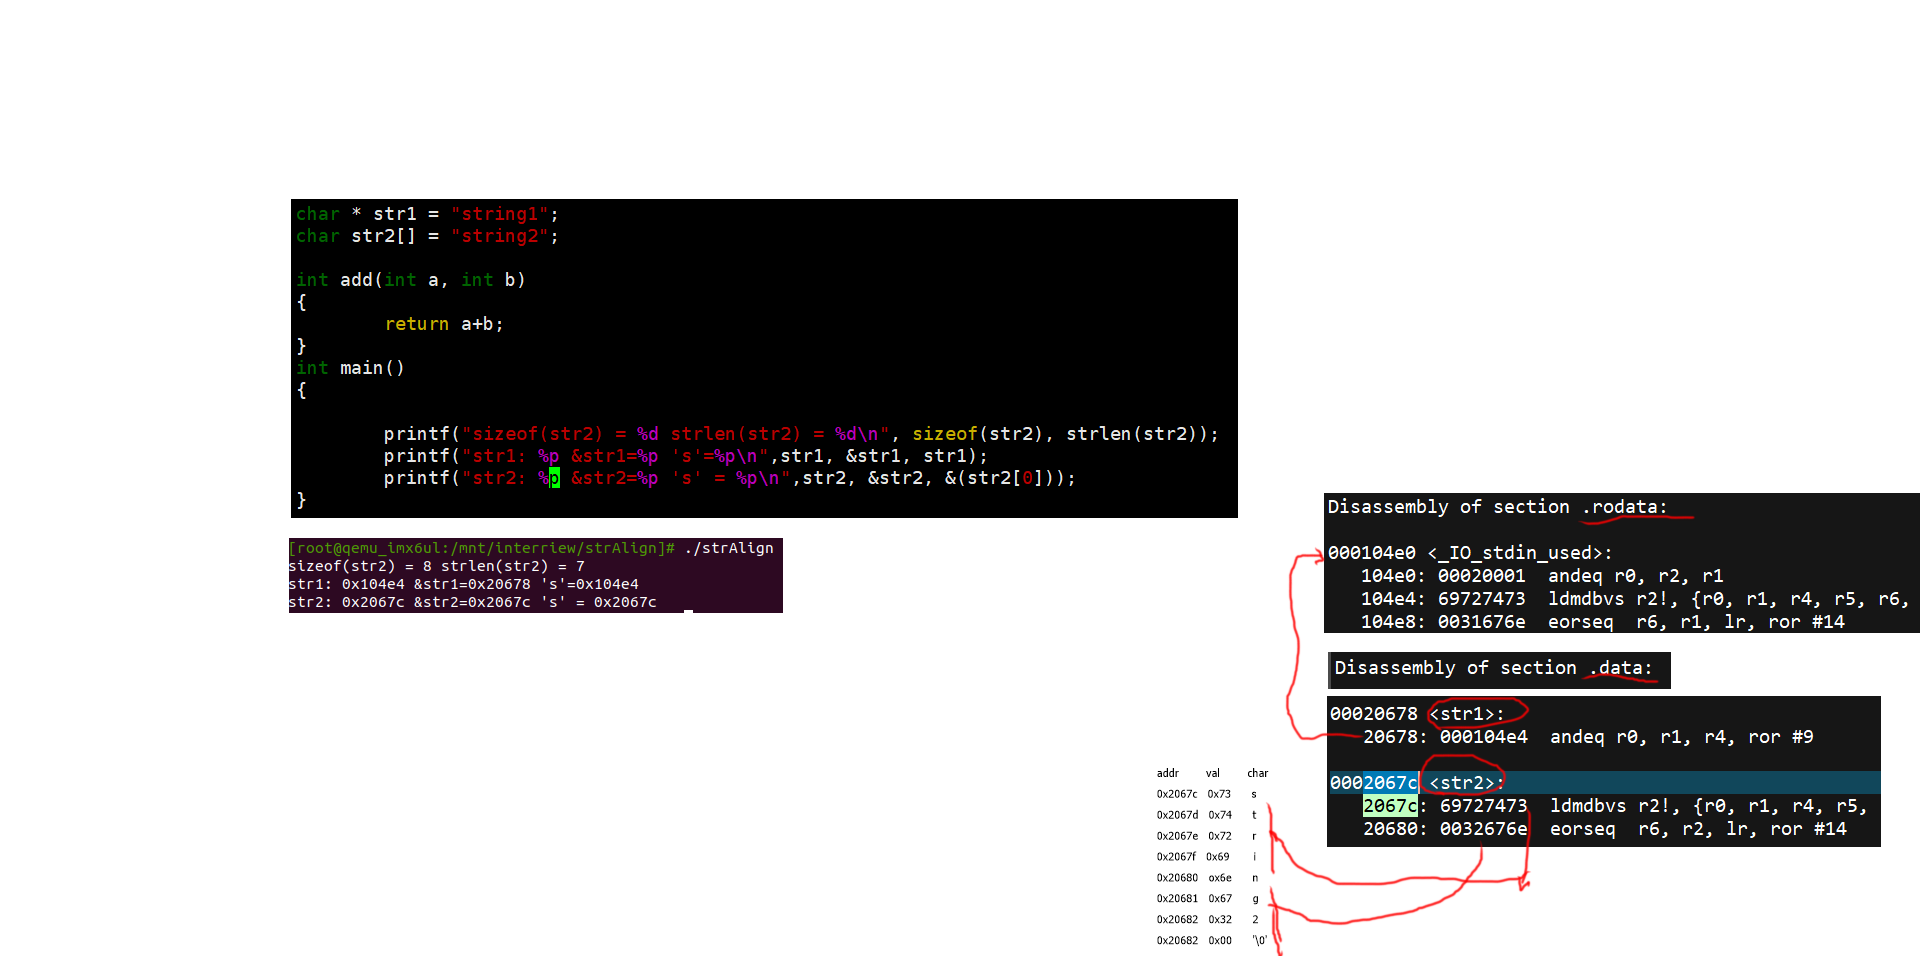 char * str1 = "string1";
char str2[] = "string2";
int add(int a, int b)
{
return a+b;
}
int main()
{
printf("sizeof(str2) = %d strlen(str2) = %d\n", sizeof(str2), strlen(str2));
printf("str1: %p &str1=%p 's'=%p\n",str1, &str1, str1);
printf("str2: %p &str2=%p 's' = %p\n",str2, &str2, &(str2[0]));
}
[root@qemu_imx6ul:/mnt/interriew/strAlign]# ./strAlign
sizeof(str2) = 8 strlen(str2) = 7
str1: 0x104e4 &str1=0x20678 's'=0x104e4
str2: 0x2067c &str2=0x2067c 's' = 0x2067c
Disassembly of section .rodata:
000104e0 <_IO_stdin_used>:
104e0: 00020001 andeq r0, r2, r1
104e4: 69727473 ldmdbvs r2!, {r0, r1, r4, r5, r6,
104e8: 0031676e eorseq r6, r1, lr, ror #14
Disassembly of section .data:
00020678 <str1>:
20678: 000104e4 andeq r0, r1, r4, ror #9
0002067c <str2>:
2067c: 69727473 ldmdbvs r2!, {r0, r1, r4, r5,
20680: 0032676e eorseq r6, r2, lr, ror #14
addr val char
0x2067c 0x73 s
0x2067d 0x74 t
0x2067e 0x72 r
0x2067f 0x69 i
0x20680 ox6e n
0x20681 0x67 g
0x20682 0x32 2
0x20682 0x00 '\0'